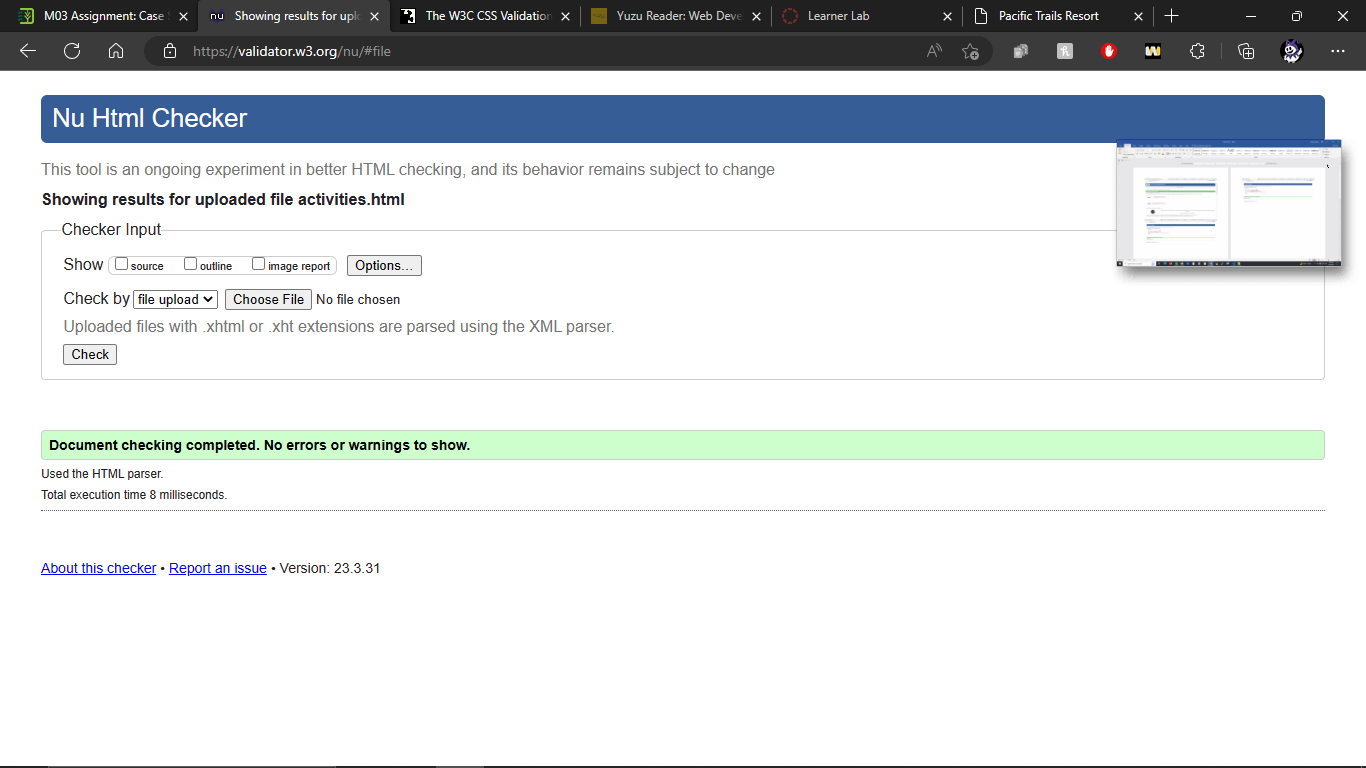 M03 Assignment: Case
Showing results for uplo
The W3C CSS Validation
Yuzu Reader: Web Deve
Learner Lab
Pacific Trails Resort
https://validator.w3.org/nu/#file
Nu Html Checker
This tool is an ongoing experiment in better HTML checking, and its behavior remains subject to change
Showing results for uploaded file activities.html
Checker Input
Show source outline image report Options...
Check by file upload Choose File No file chosen
Uploaded files with .xhtml or .xht extensions are parsed using the XML parser.
Check
Document checking completed. No errors or warnings to show.
Used the HTML parser.
Total execution time 8 milliseconds.
About this checker • Report an issue • Version: 23.3.31